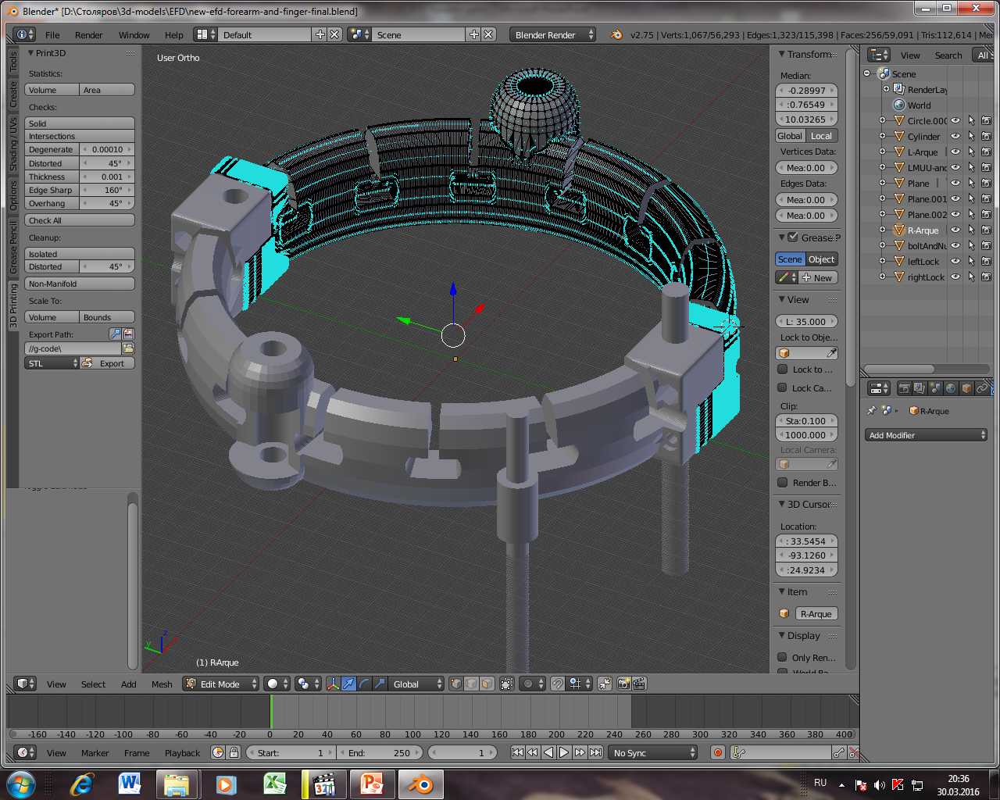 Blender* [D:\Столяров\3d-models\EFD\new-efd-forearm-and-finger-final.blend]
File Render Window Help Default Scene Blender Render v2.75 | Verts:1,067/56,293 | Edges:1,323/115,398 | Faces:256/59,091 | Tris:112,614 | Mer
Tools
Create
Shading / UVs
Options
Grease Pencil
3D Printing
Print3D
Statistics:
Volume Area
Checks:
Solid
Intersections
Degenerate 0.00010
Distorted 45°
Thickness 0.001
Edge Sharp 160°
Overhang 45°
Check All
Cleanup:
Isolated
Distorted 45°
Non-Manifold
Scale To:
Volume Bounds
Export Path:
//g-code\
STL Export
User Ortho
z
y
(1) R-Arque
Transform
Median:
-0.28997
:0.76549
10.03265
Global Local
Vertices Data:
Mea:0.00
Edges Data:
Mea:0.00
Mea:0.00
Grease P
Scene Object
New
View
L: 35.000
Lock to Obje...
Lock to ...
Lock Ca...
Clip:
Sta:0.100
1000.000
Local Camera:
Render B...
3D Cursor
Location:
: 33.5454
-93.1260
:24.9234
Item
R-Arque
Display
Only Ren...
View Search All S
Scene
RenderLay
World
Circle.000
Cylinder
L-Arque
LMUU-and
Plane
Plane.001
Plane.002
R-Arque
boltAndNu
leftLock
rightLock
R-Arque
Add Modifier
View Select Add Mesh Edit Mode Global
-160 -140 -120 -100 -80 -60 -40 -20 0 20 40 60 80 100 120 140 160 180 200 220 240 260 280 300 320 340 360 380 400
View Marker Frame Playback Start: 1 End: 250 1 No Sync
RU
20:36
30.03.2016